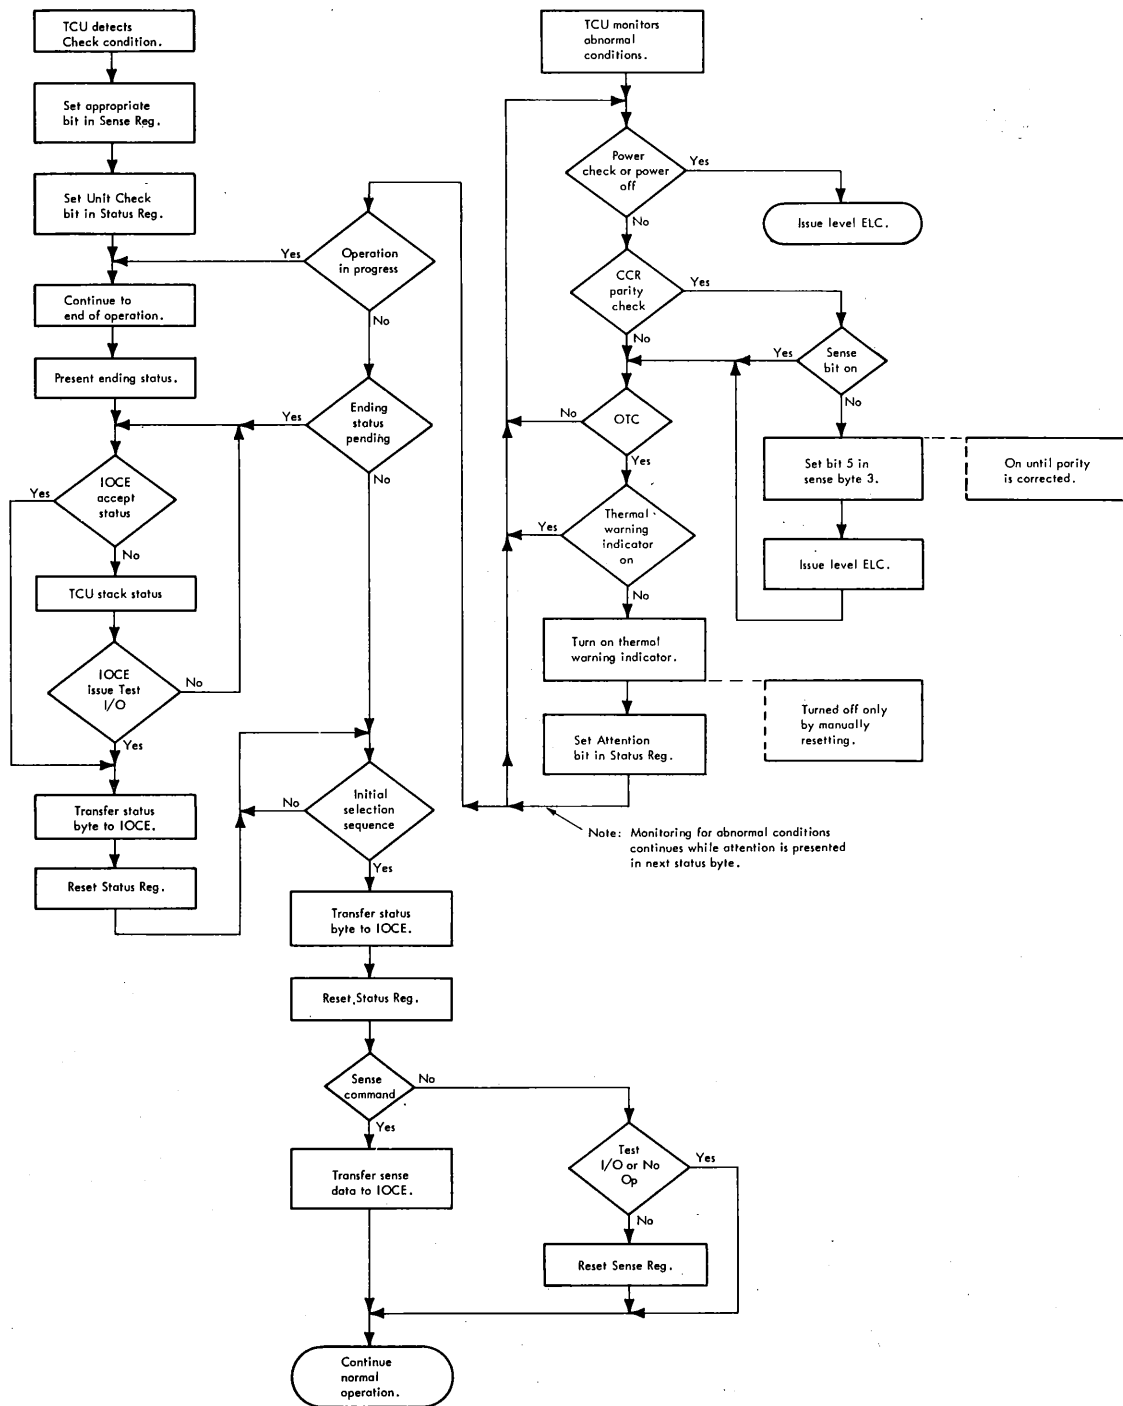 TCU detects
Check condition.
Set appropriate
bit in Sense Reg.
Set Unit Check
bit in Status Reg.
Continue to
end of operation.
Present ending status.
IOCE
accept
status
Yes
No
TCU stack status
IOCE
issue Test
I/O
No
Yes
Transfer status
byte to IOCE.
Reset Status Reg.
Operation
in progress
Yes
No
Ending
status
pending
Yes
No
Initial
selection
sequence
No
Yes
Transfer status
byte to IOCE.
Reset Status Reg.
Sense
command
No
Yes
Transfer sense
data to IOCE.
Test
I/O or No
Op
Yes
No
Reset Sense Reg.
Continue
normal
operation.
TCU monitors
abnormal
conditions.
Power
check or power
off
Yes
No
Issue level ELC.
CCR
parity
check
Yes
No
Sense
bit on
Yes
No
Set bit 5 in
sense byte 3.
On until parity
is corrected.
Issue level ELC.
OTC
No
Yes
Thermal
warning
indicator
on
Yes
No
Turn on thermal
warning indicator.
Turned off only
by manually
resetting.
Set Attention
bit in Status Reg.
Note: Monitoring for abnormal conditions
continues while attention is presented
in next status byte.